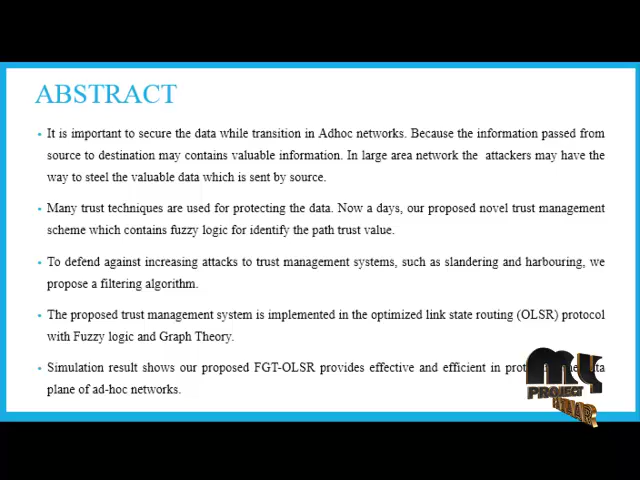 ABSTRACT
• It is important to secure the data while transition in Adhoc networks. Because the information passed from
source to destination may contains valuable information. In large area network the attackers may have the
way to steel the valuable data which is sent by source.
• Many trust techniques are used for protecting the data. Now a days, our proposed novel trust management
scheme which contains fuzzy logic for identify the path trust value.
• To defend against increasing attacks to trust management systems, such as slandering and harbouring, we
propose a filtering algorithm.
• The proposed trust management system is implemented in the optimized link state routing (OLSR) protocol
with Fuzzy logic and Graph Theory.
• Simulation result shows our proposed FGT-OLSR provides effective and efficient in
plane of ad-hoc networks.
MY
PROJECT